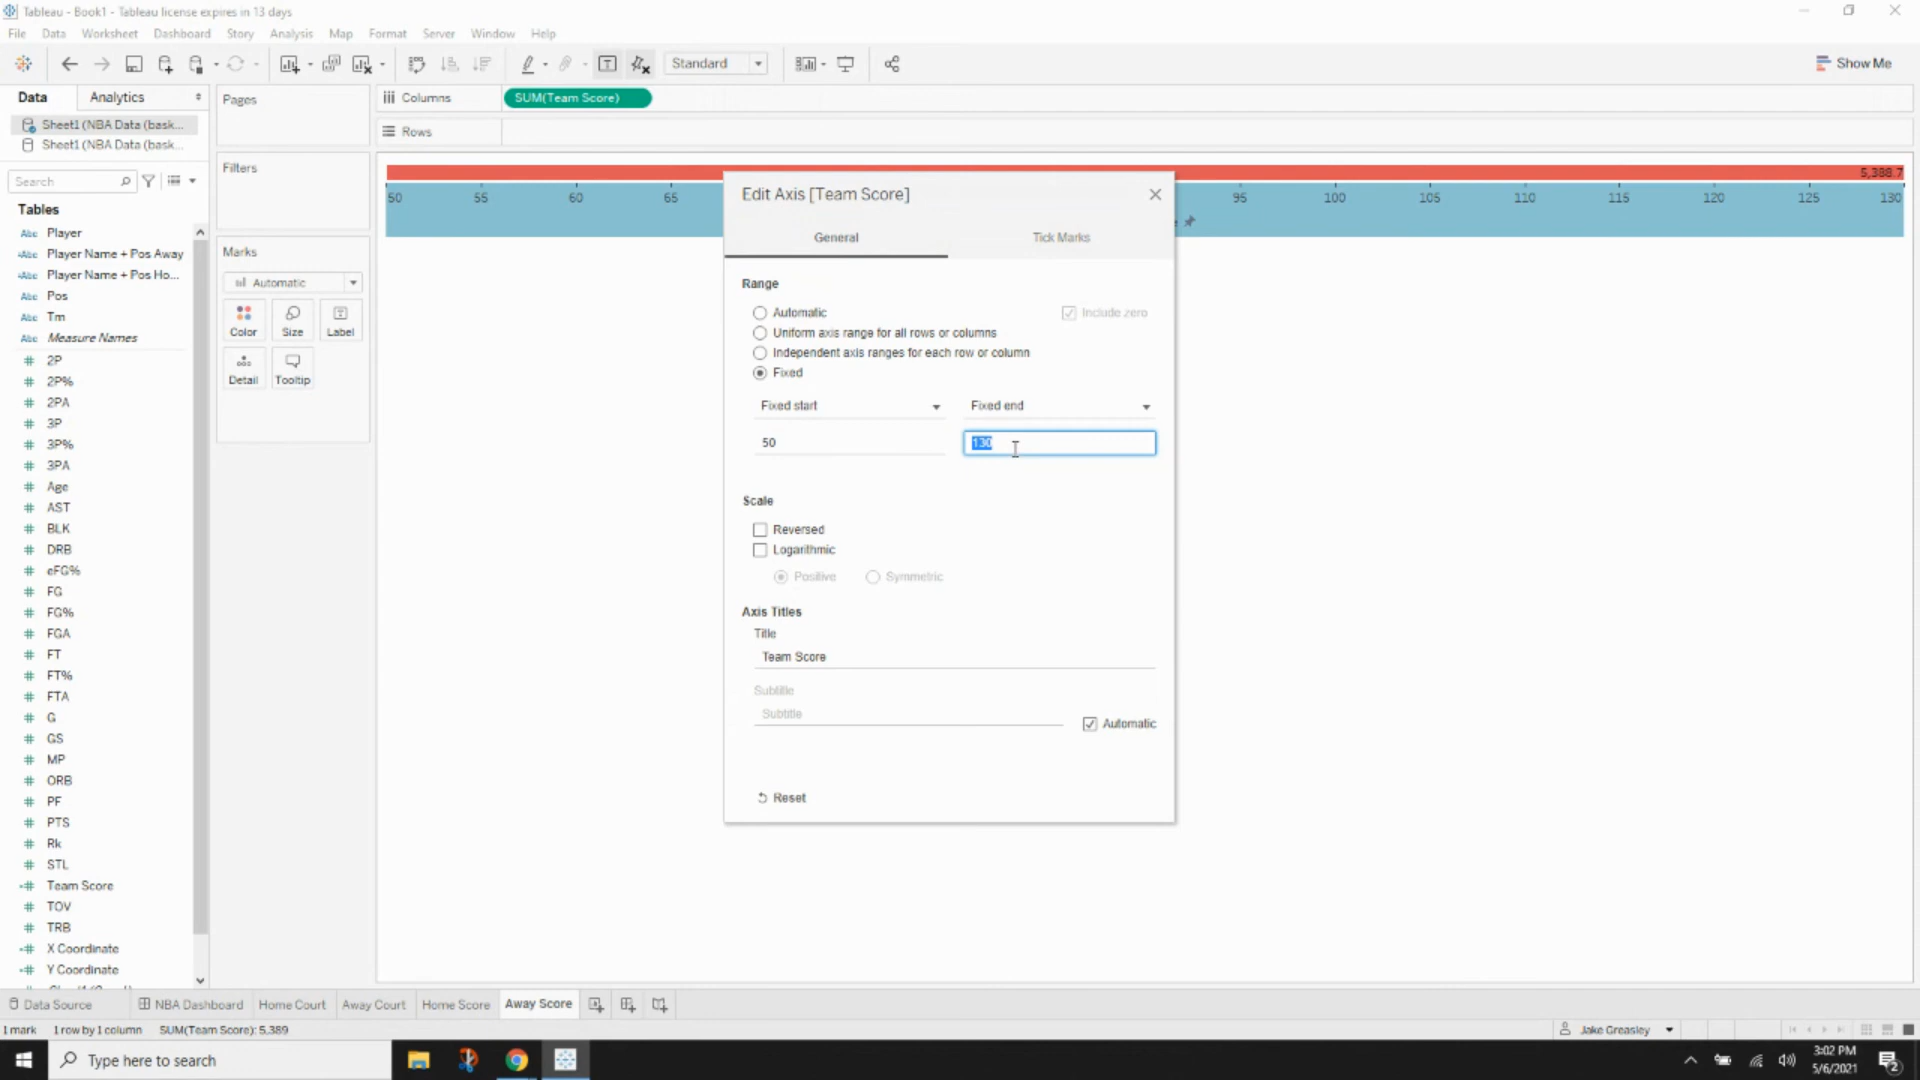 Tableau - Book1 - Tableau license expires in 13 days
File Data Worksheet Dashboard Story Analysis Map Format Server Window Help
Standard
Show Me
Data Analytics
Pages
Columns
SUM(Team Score)
Sheet1 (NBA Data (bask...
Sheet1 (NBA Data (bask...
Rows
Filters
Search
Tables
5,388.7
50 55 60 65 95 100 105 110 115 120 125 130
Abc Player
Abc Player Name + Pos Away
Abc Player Name + Pos Ho...
Abc Pos
Abc Tm
Abc Measure Names
# 2P
# 2P%
# 2PA
# 3P
# 3P%
# 3PA
# Age
# AST
# BLK
# DRB
# eFG%
# FG
# FG%
# FGA
# FT
# FT%
# FTA
# G
# GS
# MP
# ORB
# PF
# PTS
# Rk
# STL
# Team Score
# TOV
# TRB
# X Coordinate
# Y Coordinate
Marks
Automatic
Color Size Label
Detail Tooltip
Edit Axis [Team Score]
General Tick Marks
Range
Automatic
Include zero
Uniform axis range for all rows or columns
Independent axis ranges for each row or column
Fixed
Fixed start Fixed end
50 130
Scale
Reversed
Logarithmic
Positive Symmetric
Axis Titles
Title
Team Score
Subtitle
Subtitle
Automatic
Reset
Data Source NBA Dashboard Home Court Away Court Home Score Away Score
1 mark 1 row by 1 column SUM(Team Score): 5,389
Jake Greasley
Type here to search
3:02 PM
5/6/2021
2